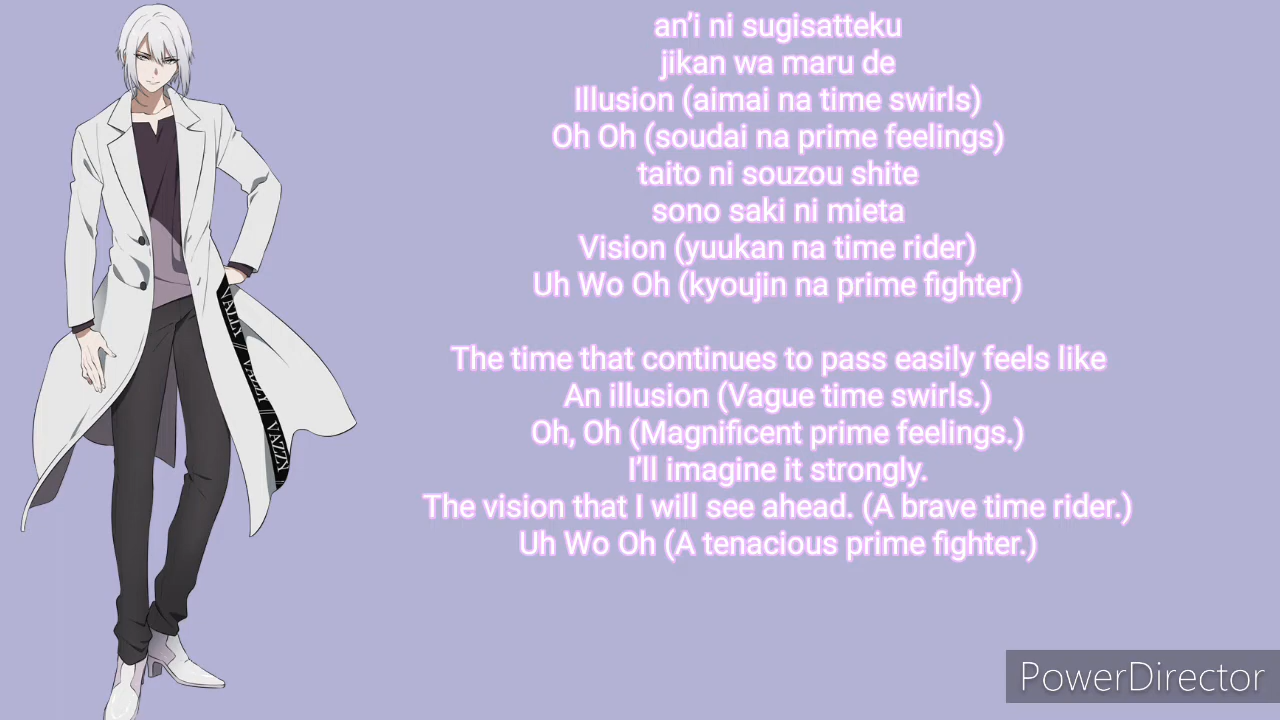 an’i ni sugisatteku
jikan wa maru de
Illusion (aimai na time swirls)
Oh Oh (soudai na prime feelings)
taito ni souzou shite
sono saki ni mieta
Vision (yuukan na time rider)
Uh Wo Oh (kyoujin na prime fighter)
The time that continues to pass easily feels like
An illusion (Vague time swirls.)
Oh, Oh (Magnificent prime feelings.)
I’ll imagine it strongly.
The vision that I will see ahead. (A brave time rider.)
Uh Wo Oh (A tenacious prime fighter.)
VALLY // VAZZY // VAZZY //
PowerDirector